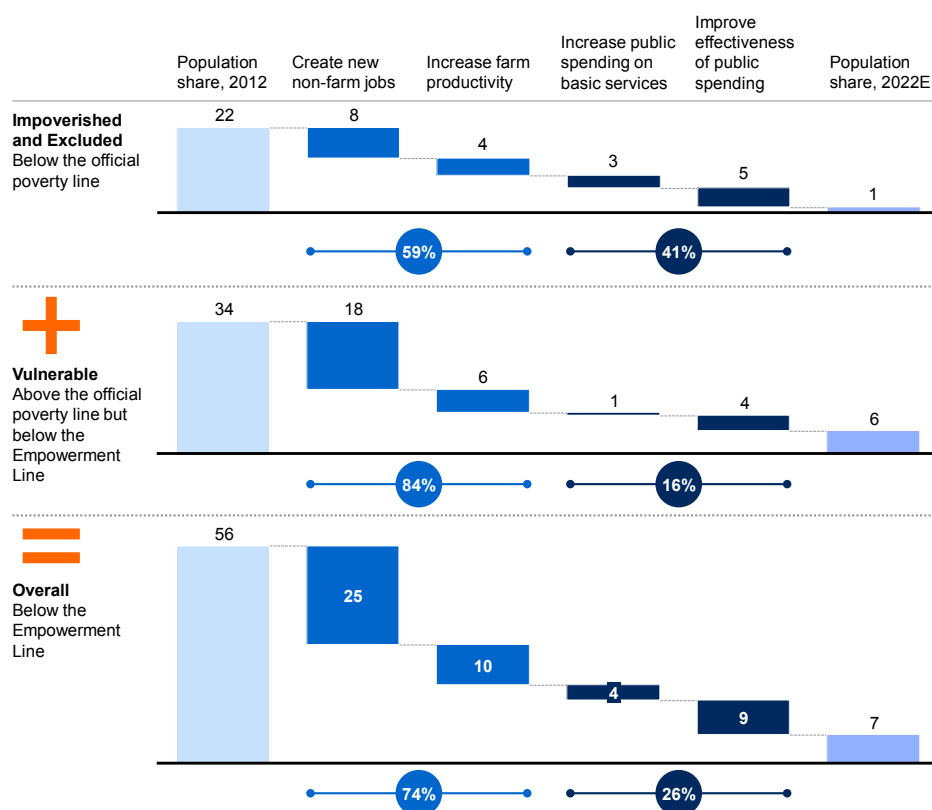 Population
share, 2012
Create new
non-farm jobs
Increase farm
productivity
Increase public
spending on
basic services
Improve
effectiveness
of public
spending
Population
share, 2022E
Impoverished
and Excluded
Below the official
poverty line
22
8
4
3
5
1
59%
41%
Vulnerable
Above the official
poverty line but
below the
Empowerment
Line
34
18
6
1
4
6
84%
16%
Overall
Below the
Empowerment
Line
56
25
10
4
9
7
74%
26%